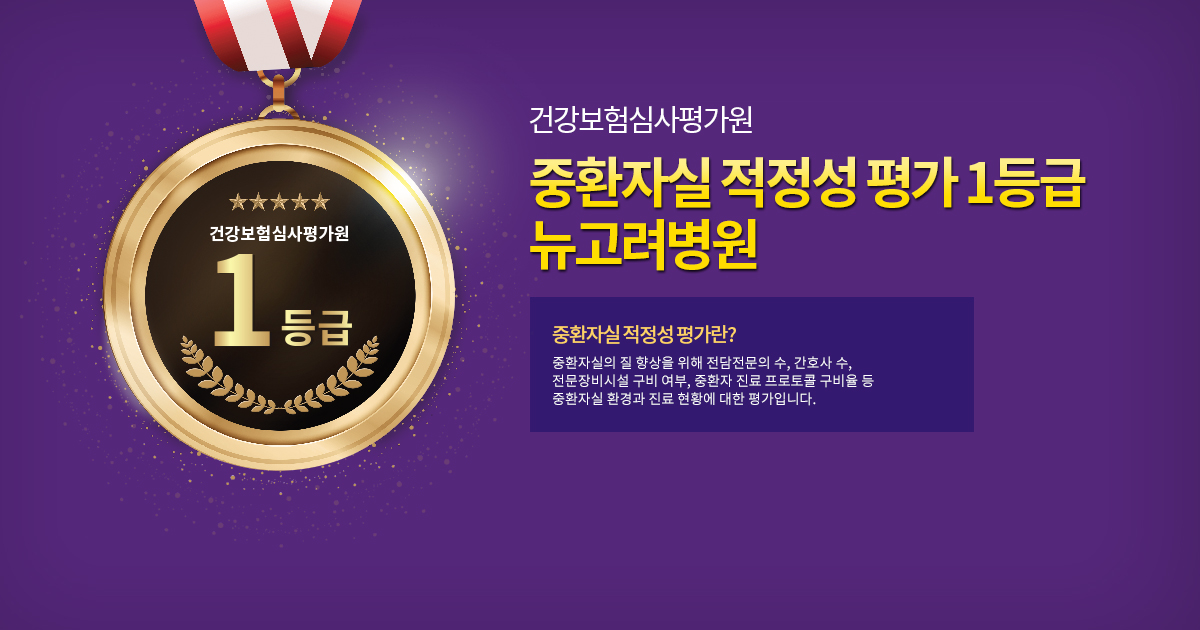 건강보험심사평가원
1등급
건강보험심사평가원
중환자실 적정성 평가 1등급
뉴고려병원
중환자실 적정성 평가란?
중환자실의 질 향상을 위해 전담전문의 수, 간호사 수,
전문장비시설 구비 여부, 중환자 진료 프로토콜 구비율 등
중환자실 환경과 진료 현황에 대한 평가입니다.